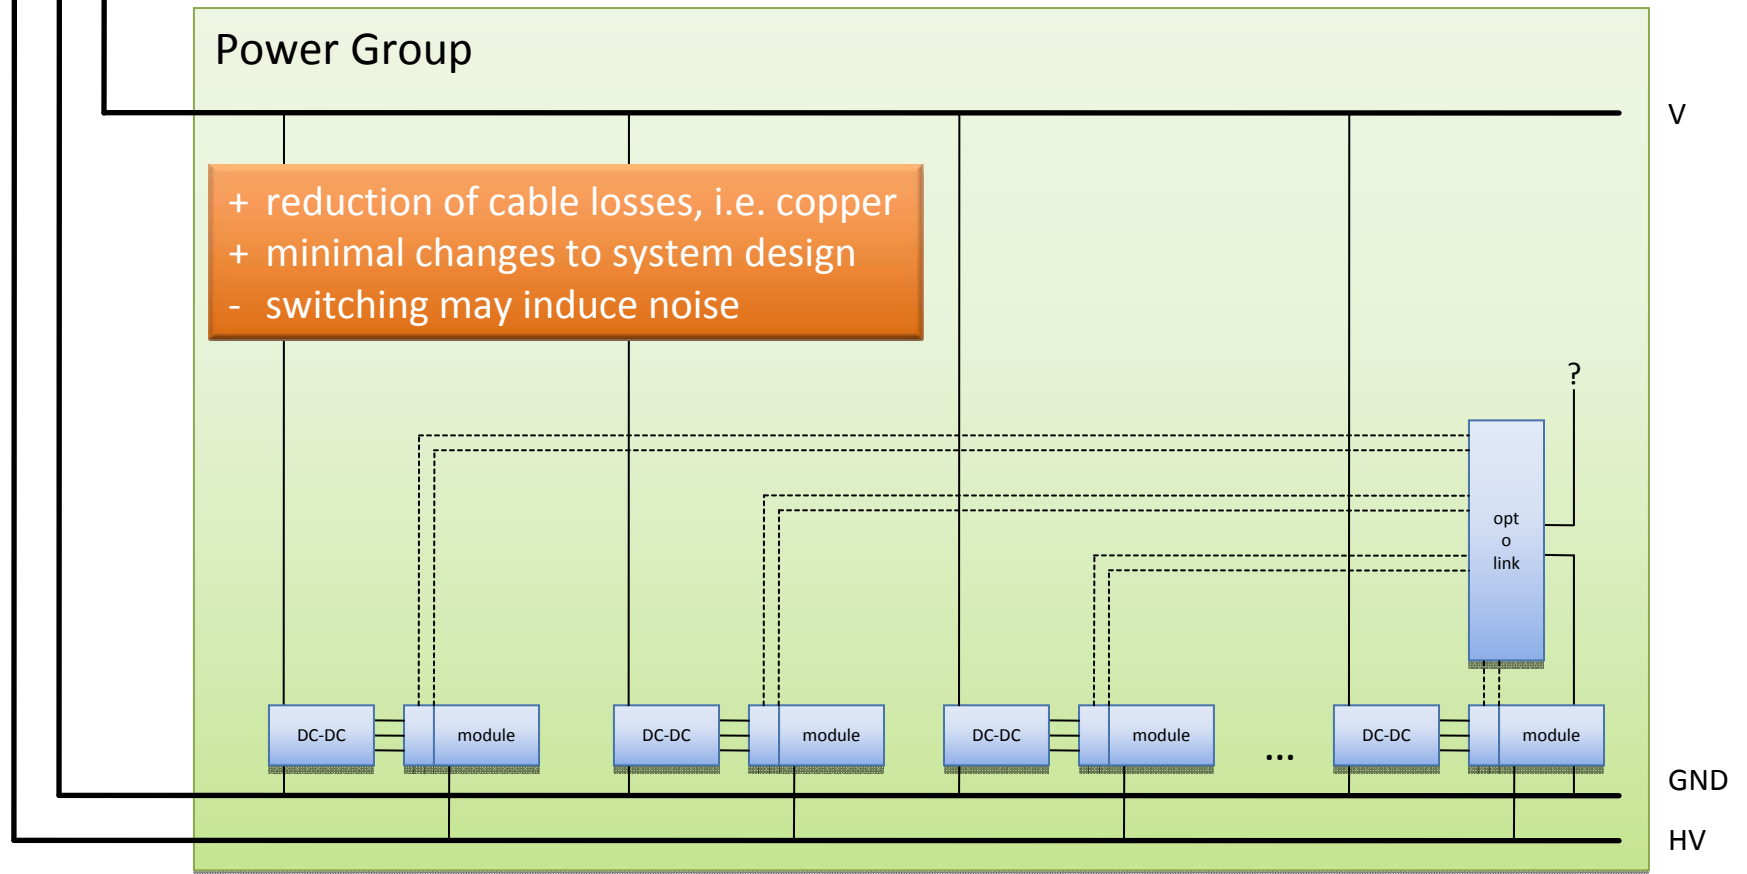 Power Group
V
+ reduction of cable losses, i.e. copper
+ minimal changes to system design
- switching may induce noise
?
opt
o
link
DC-DC
module
DC-DC
module
DC-DC
module
...
DC-DC
module
GND
HV